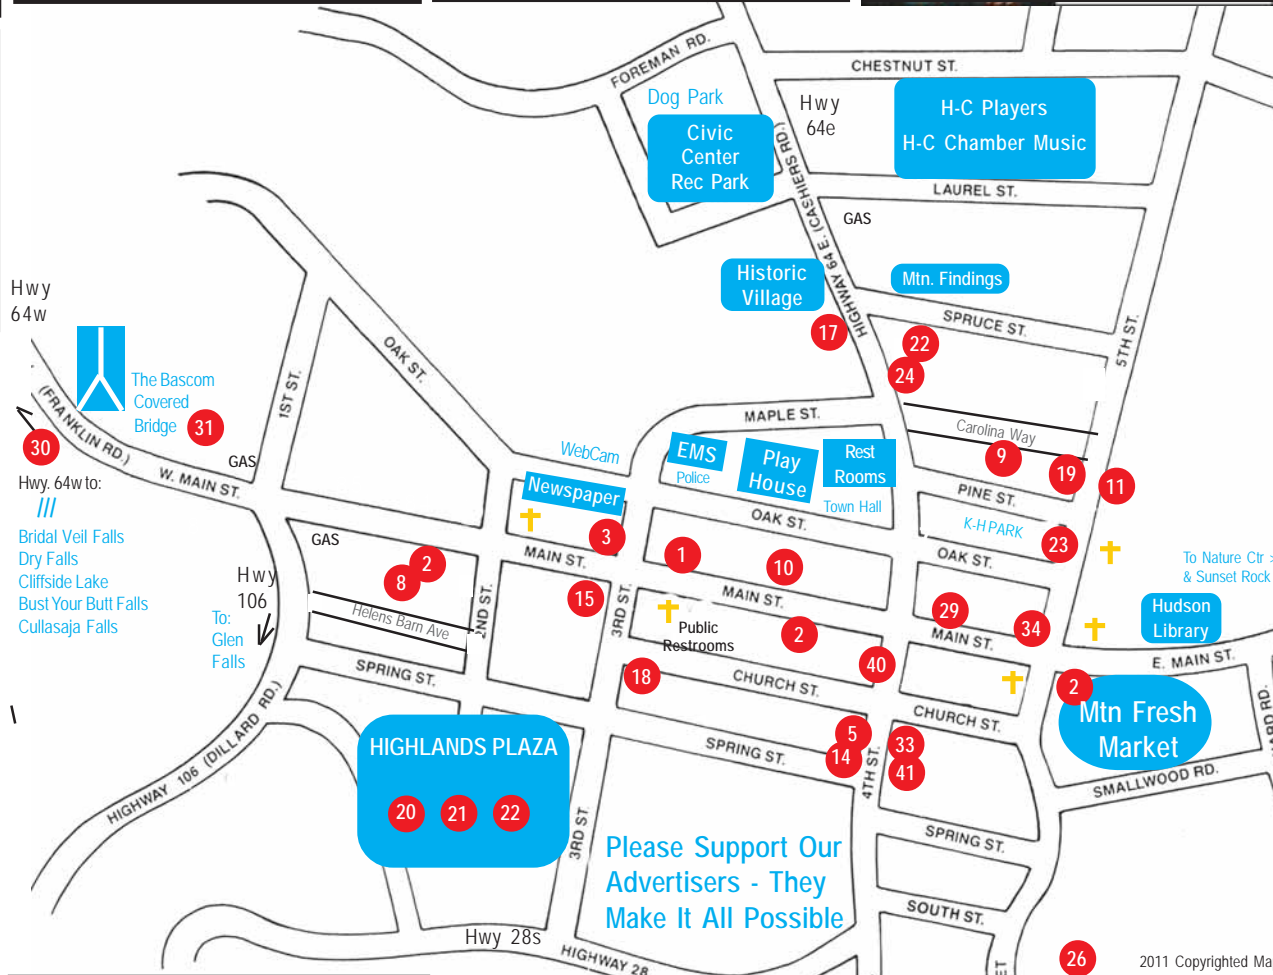 FOREMAN RD.
CHESTNUT ST.
Dog Park
Civic
Center
Rec Park
Hwy
64e
H-C Players
H-C Chamber Music
LAUREL ST.
GAS
HIGHWAY 64 E. (CASHIERS RD.)
Historic
Village
Mtn. Findings
SPRUCE ST.
5TH ST.
17
22
24
Hwy
64w
OAK ST.
1ST ST.
The Bascom
Covered
Bridge
31
30
(FRANKLIN RD.)
GAS
W. MAIN ST.
Hwy. 64w to:
Bridal Veil Falls
Dry Falls
Cliffside Lake
Bust Your Butt Falls
Cullasaja Falls
MAPLE ST.
Carolina Way
9
19
11
WebCam
EMS
Police
Play
House
Rest
Rooms
Town Hall
Newspaper
PINE ST.
OAK ST.
K-H PARK
23
OAK ST.
3
MAIN ST.
1
10
GAS
2
8
Hwy
106
To:
Glen
Falls
Helens Barn Ave
2ND ST.
15
3RD ST.
MAIN ST.
Public
Restrooms
2
29
34
MAIN ST.
To Nature Ctr >
& Sunset Rock
Hudson
Library
E. MAIN ST.
SPRING ST.
18
CHURCH ST.
40
CHURCH ST.
2
Mtn Fresh
Market
SMALLWOOD RD.
HIGHWAY 106 (DILLARD RD.)
HIGHLANDS PLAZA
20
21
22
SPRING ST.
5
14
4TH ST.
33
41
3RD ST.
SPRING ST.
Please Support Our
Advertisers - They
Make It All Possible
SOUTH ST.
Hwy 28s
HIGHWAY 28
26
2011 Copyrighted Ma